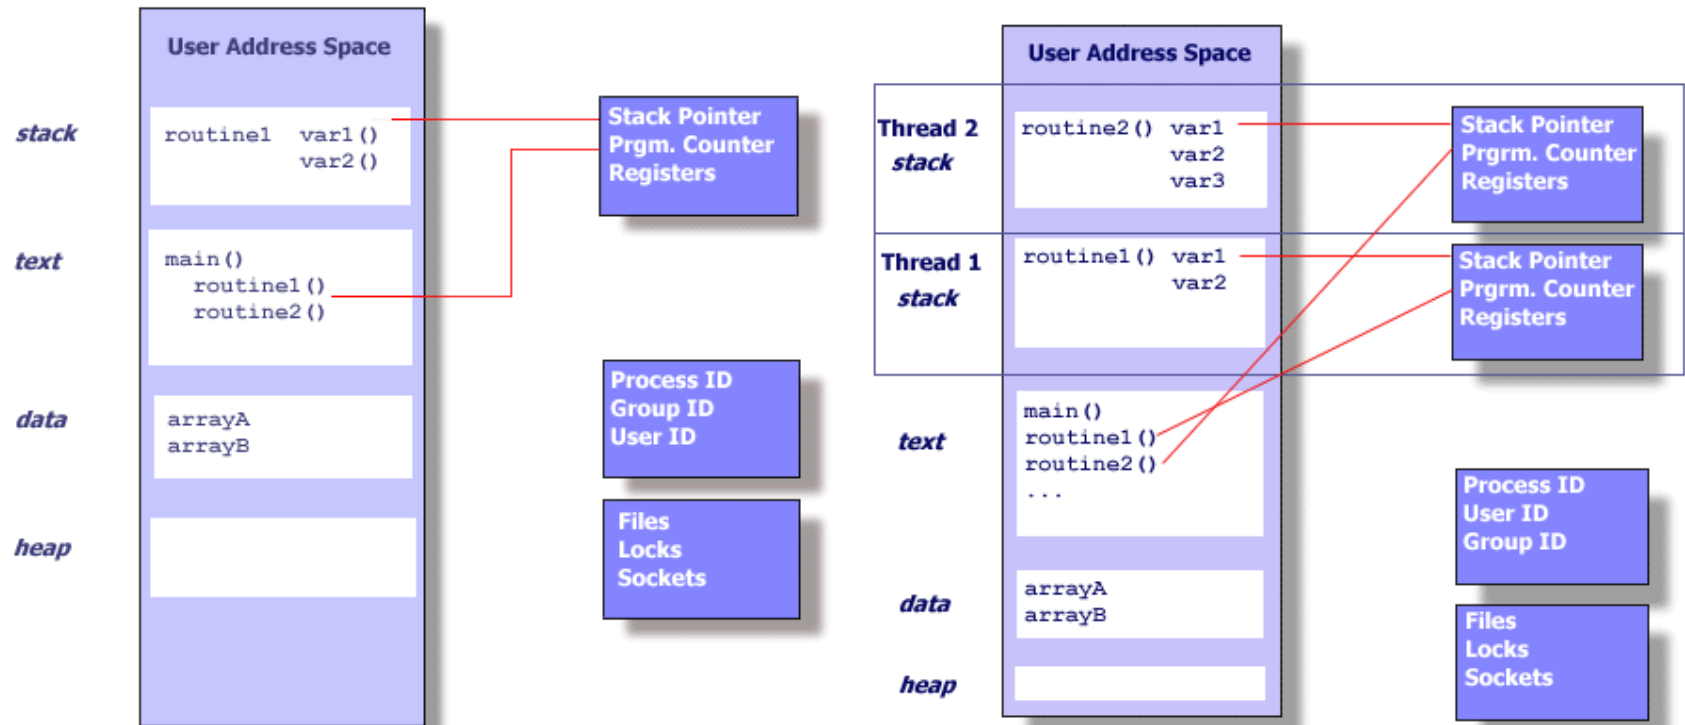 User Address Space
stack
routine1 var1()
var2()
Stack Pointer
Prgm. Counter
Registers
text
main()
routine1()
routine2()
Process ID
Group ID
User ID
data
arrayA
arrayB
Files
Locks
Sockets
heap
User Address Space
Thread 2
stack
routine2() var1
var2
var3
Stack Pointer
Prgrm. Counter
Registers
Thread 1
stack
routine1() var1
var2
Stack Pointer
Prgrm. Counter
Registers
text
main()
routine1()
routine2()
...
Process ID
User ID
Group ID
data
arrayA
arrayB
Files
Locks
Sockets
heap